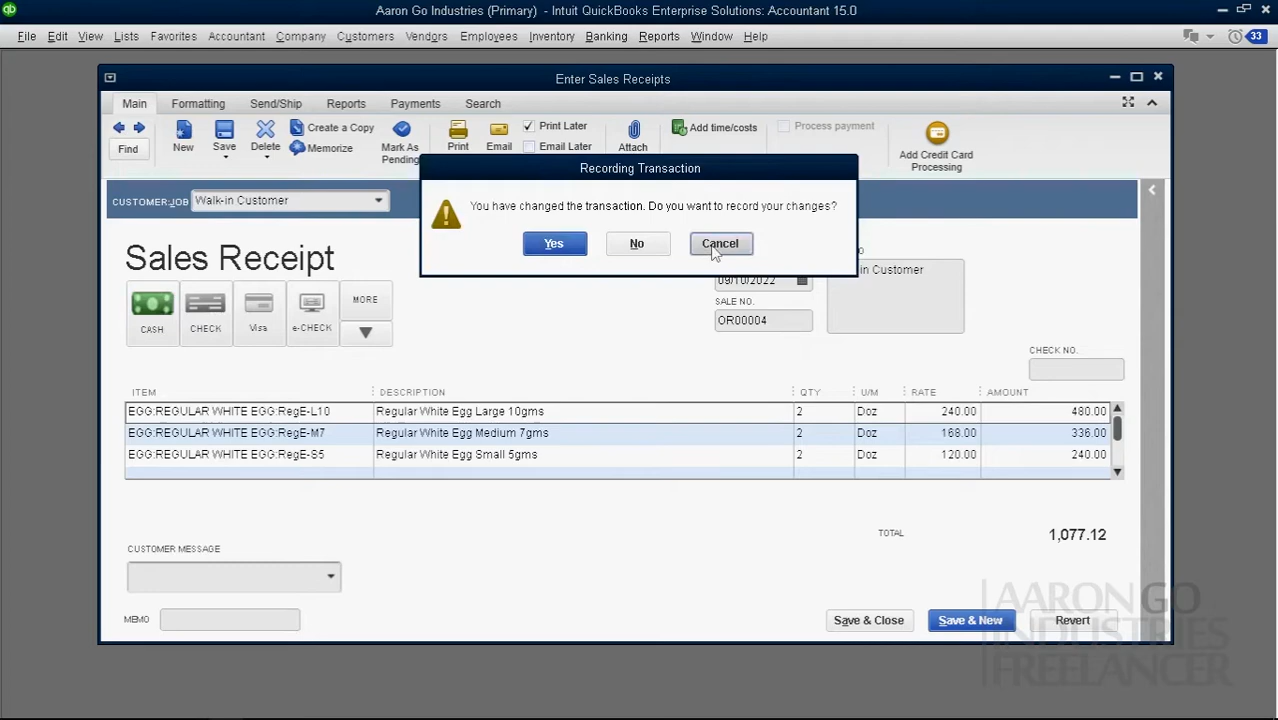 Aaron Go Industries (Primary) - Intuit QuickBooks Enterprise Solutions: Accountant 15.0
File Edit View Lists Favorites Accountant Company Customers Vendors Employees Inventory Banking Reports Window Help 33
Enter Sales Receipts
Main Formatting Send/Ship Reports Payments Search
Find New Save Delete Create a Copy Memorize Mark As Pending Print Email Print Later Email Later Attach Add time/costs Process payment Add Credit Card Processing
Recording Transaction
You have changed the transaction. Do you want to record your changes?
Yes No Cancel
CUSTOMER:JOB Walk-in Customer
Sales Receipt
CASH CHECK Visa e-CHECK MORE
09/10/2022
in Customer
SALE NO.
OR00004
CHECK NO.
ITEM DESCRIPTION QTY U/M RATE AMOUNT
EGG:REGULAR WHITE EGG:RegE-L10 Regular White Egg Large 10gms 2 Doz 240.00 480.00
EGG:REGULAR WHITE EGG:RegE-M7 Regular White Egg Medium 7gms 2 Doz 168.00 336.00
EGG:REGULAR WHITE EGG:RegE-S5 Regular White Egg Small 5gms 2 Doz 120.00 240.00
TOTAL 1,077.12
CUSTOMER MESSAGE
MEMO
Save & Close Save & New Revert
AARON GO
INDUSTRIES
FREELANCER